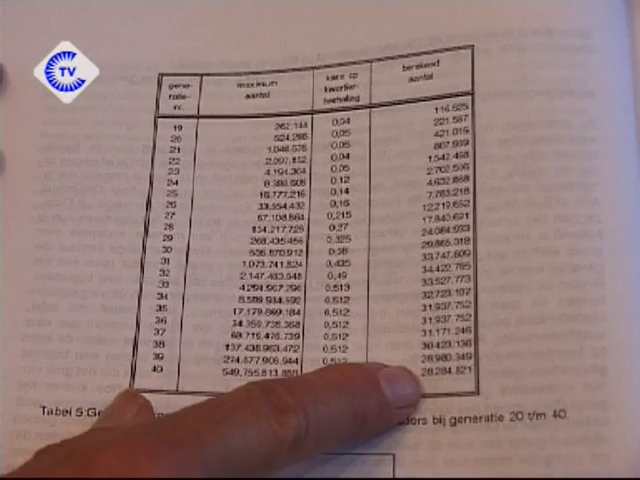 TV
gene-
ratie-
nr.
maximum
aantal
kans op
kwartier-
herhaling
berekend
aantal
19 262.144 0,04 116.525
20 524.288 0,05 221.587
21 1.048.576 0,05 421.015
22 2.097.152 0,04 807.939
23 4.194.304 0,05 1.542.468
24 8.388.608 0,12 2.702.506
25 16.777.216 0,14 4.632.868
26 33.554.432 0,16 7.783.218
27 67.108.864 0,215 12.219.652
28 134.217.728 0,27 17.840.691
29 268.435.456 0,325 24.084.933
30 536.870.912 0,38 29.865.318
31 1.073.741.824 0,435 33.747.809
32 2.147.483.648 0,49 34.422.765
33 4.294.967.296 0,513 33.527.773
34 8.589.934.592 0,512 32.723.107
35 17.179.869.184 0,512 31.937.752
36 34.359.738.368 0,512 31.937.752
37 68.719.476.739 0,512 31.171.246
38 137.438.953.472 0,512 30.423.136
39 274.877.906.944 0,512 28.980.349
40 549.755.813.888 28.284.821
Tabel 5: bij generatie 20 t/m 40.